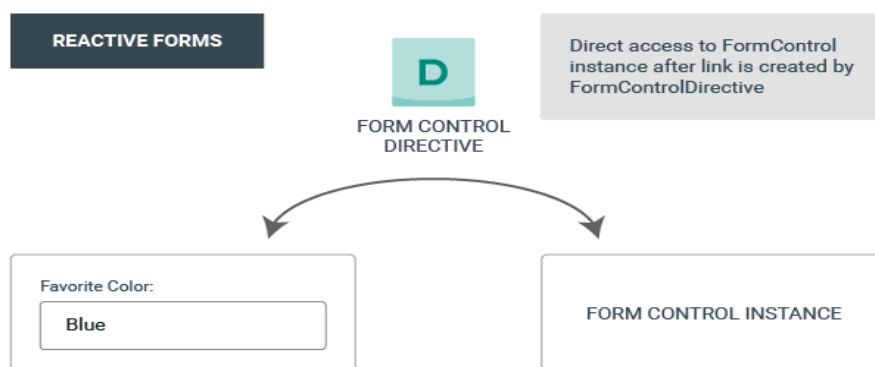 REACTIVE FORMS
D
FORM CONTROL
DIRECTIVE
Direct access to FormControl
instance after link is created by
FormControlDirective
Favorite Color:
Blue
FORM CONTROL INSTANCE